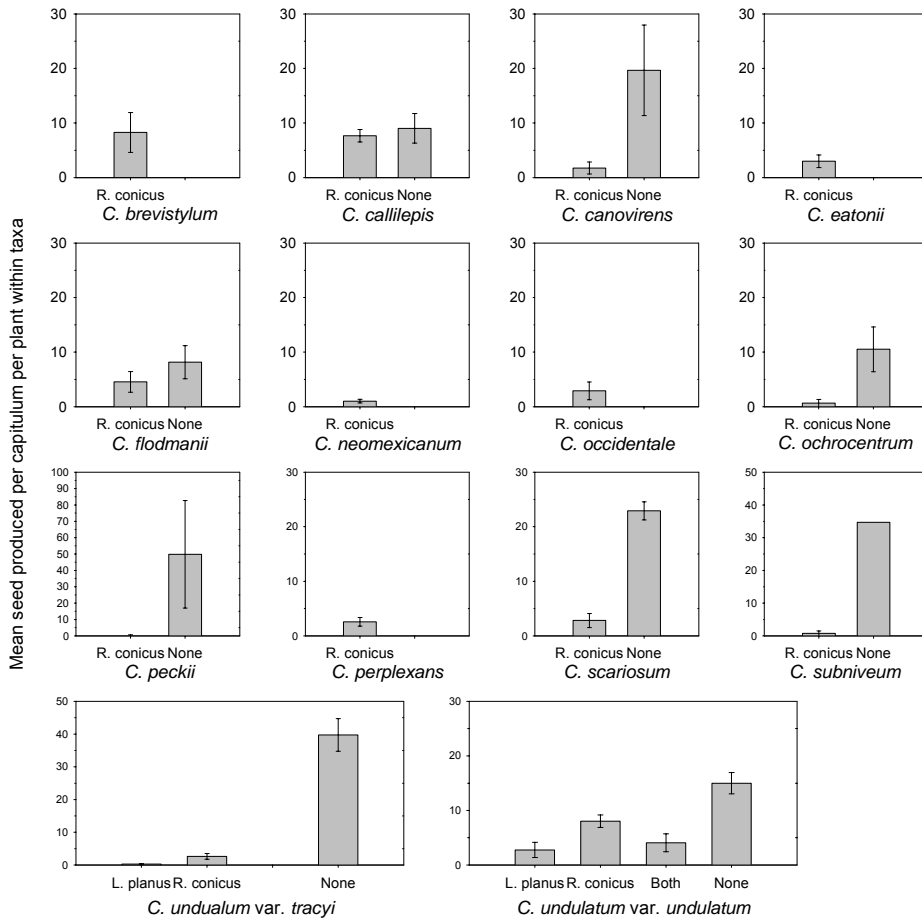 Mean seed produced per capitulum per plant within taxa
30
20
10
0
R. conicus
C. brevistylum
30
20
10
0
R. conicus None
C. callilepis
30
20
10
0
R. conicus None
C. canovirens
30
20
10
0
R. conicus
C. eatonii
30
20
10
0
R. conicus None
C. flodmanii
30
20
10
0
R. conicus
C. neomexicanum
30
20
10
0
R. conicus
C. occidentale
30
20
10
0
R. conicus None
C. ochrocentrum
100
90
80
70
60
50
40
30
20
10
0
R. conicus None
C. peckii
30
20
10
0
R. conicus
C. perplexans
30
20
10
0
R. conicus None
C. scariosum
50
40
30
20
10
0
R. conicus None
C. subniveum
50
40
30
20
10
0
L. planus R. conicus None
C. undualum var. tracyi
30
20
10
0
L. planus R. conicus Both None
C. undulatum var. undulatum